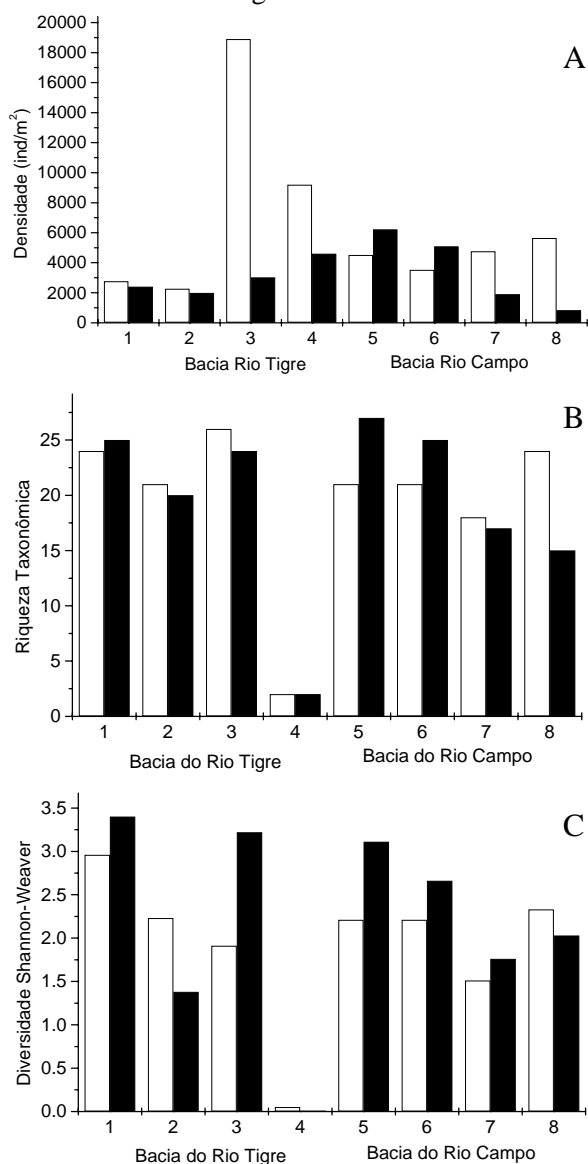 20000
18000
16000
14000
12000
10000
8000
6000
4000
2000
0
A
Densidade (ind/m²)
1 2 3 4 5 6 7 8
Bacia Rio Tigre Bacia Rio Campo
25
20
15
10
5
0
B
Riqueza Taxonômica
1 2 3 4 5 6 7 8
Bacia do Rio Tigre Bacia do Rio Campo
3.5
3.0
2.5
2.0
1.5
1.0
0.5
0.0
C
Diversidade Shannon-Weaver
1 2 3 4 5 6 7 8
Bacia do Rio Tigre Bacia do Rio Campo